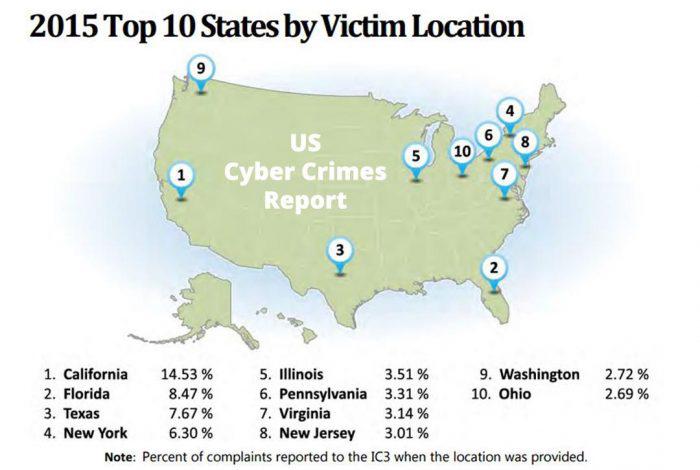 2015 Top 10 States by Victim Location
9
US
Cyber Crimes
Report
4
6
8
5
10
7
1
3
2
1. California 14.53 %
2. Florida 8.47 %
3. Texas 7.67 %
4. New York 6.30 %
5. Illinois 3.51 %
6. Pennsylvania 3.31 %
7. Virginia 3.14 %
8. New Jersey 3.01 %
9. Washington 2.72 %
10. Ohio 2.69 %
Note: Percent of complaints reported to the IC3 when the location was provided.